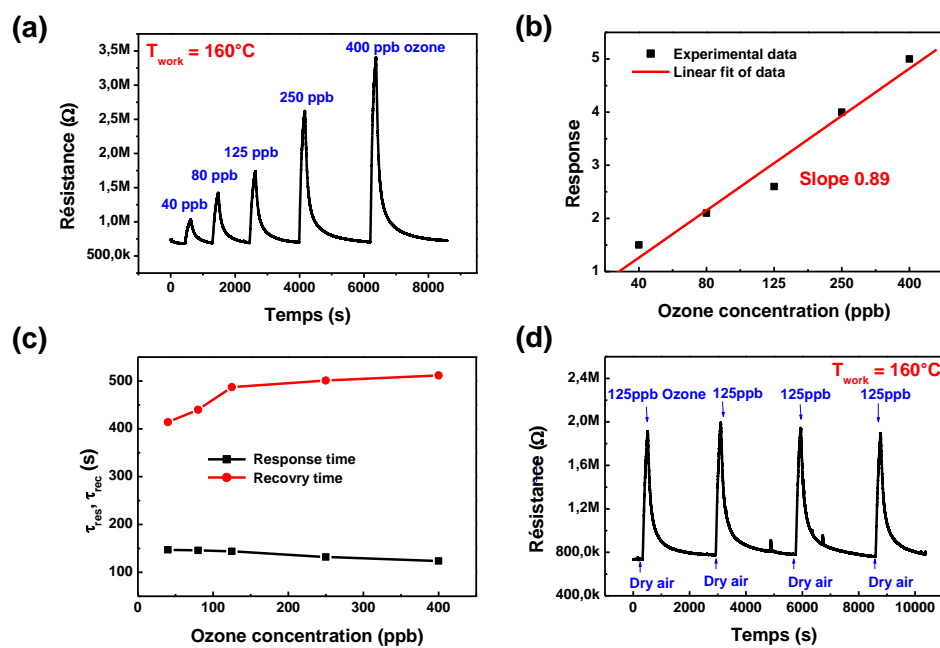 (a)
T_work = 160°C
400 ppb ozone
250 ppb
125 ppb
80 ppb
40 ppb
3,5M
3,0M
2,5M
2,0M
1,5M
1,0M
500,0k
Résistance (Ω)
0 2000 4000 6000 8000
Temps (s)
(b)
Experimental data
Linear fit of data
Slope 0.89
5
4
3
2
1
Response
40 80 125 250 400
Ozone concentration (ppb)
(c)
500
400
300
200
100
τres, τrec (s)
Response time
Recovry time
0 100 200 300 400
Ozone concentration (ppb)
(d)
T_work = 160°C
125ppb Ozone 125ppb 125ppb 125ppb
2,4M
2,0M
1,6M
1,2M
800,0k
400,0k
Résistance (Ω)
Dry air Dry air Dry air Dry air
0 2000 4000 6000 8000 10000
Temps (s)